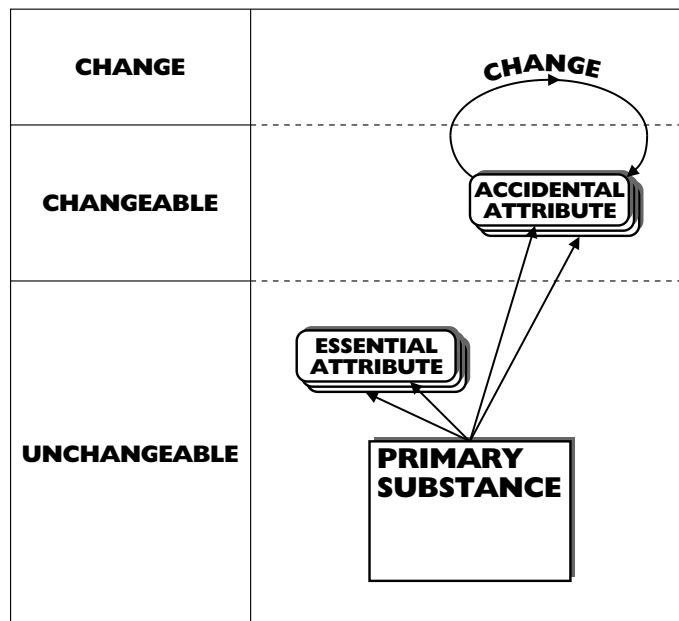 CHANGE
CHANGE
CHANGEABLE
ACCIDENTAL
ATTRIBUTE
ESSENTIAL
ATTRIBUTE
UNCHANGEABLE
PRIMARY
SUBSTANCE